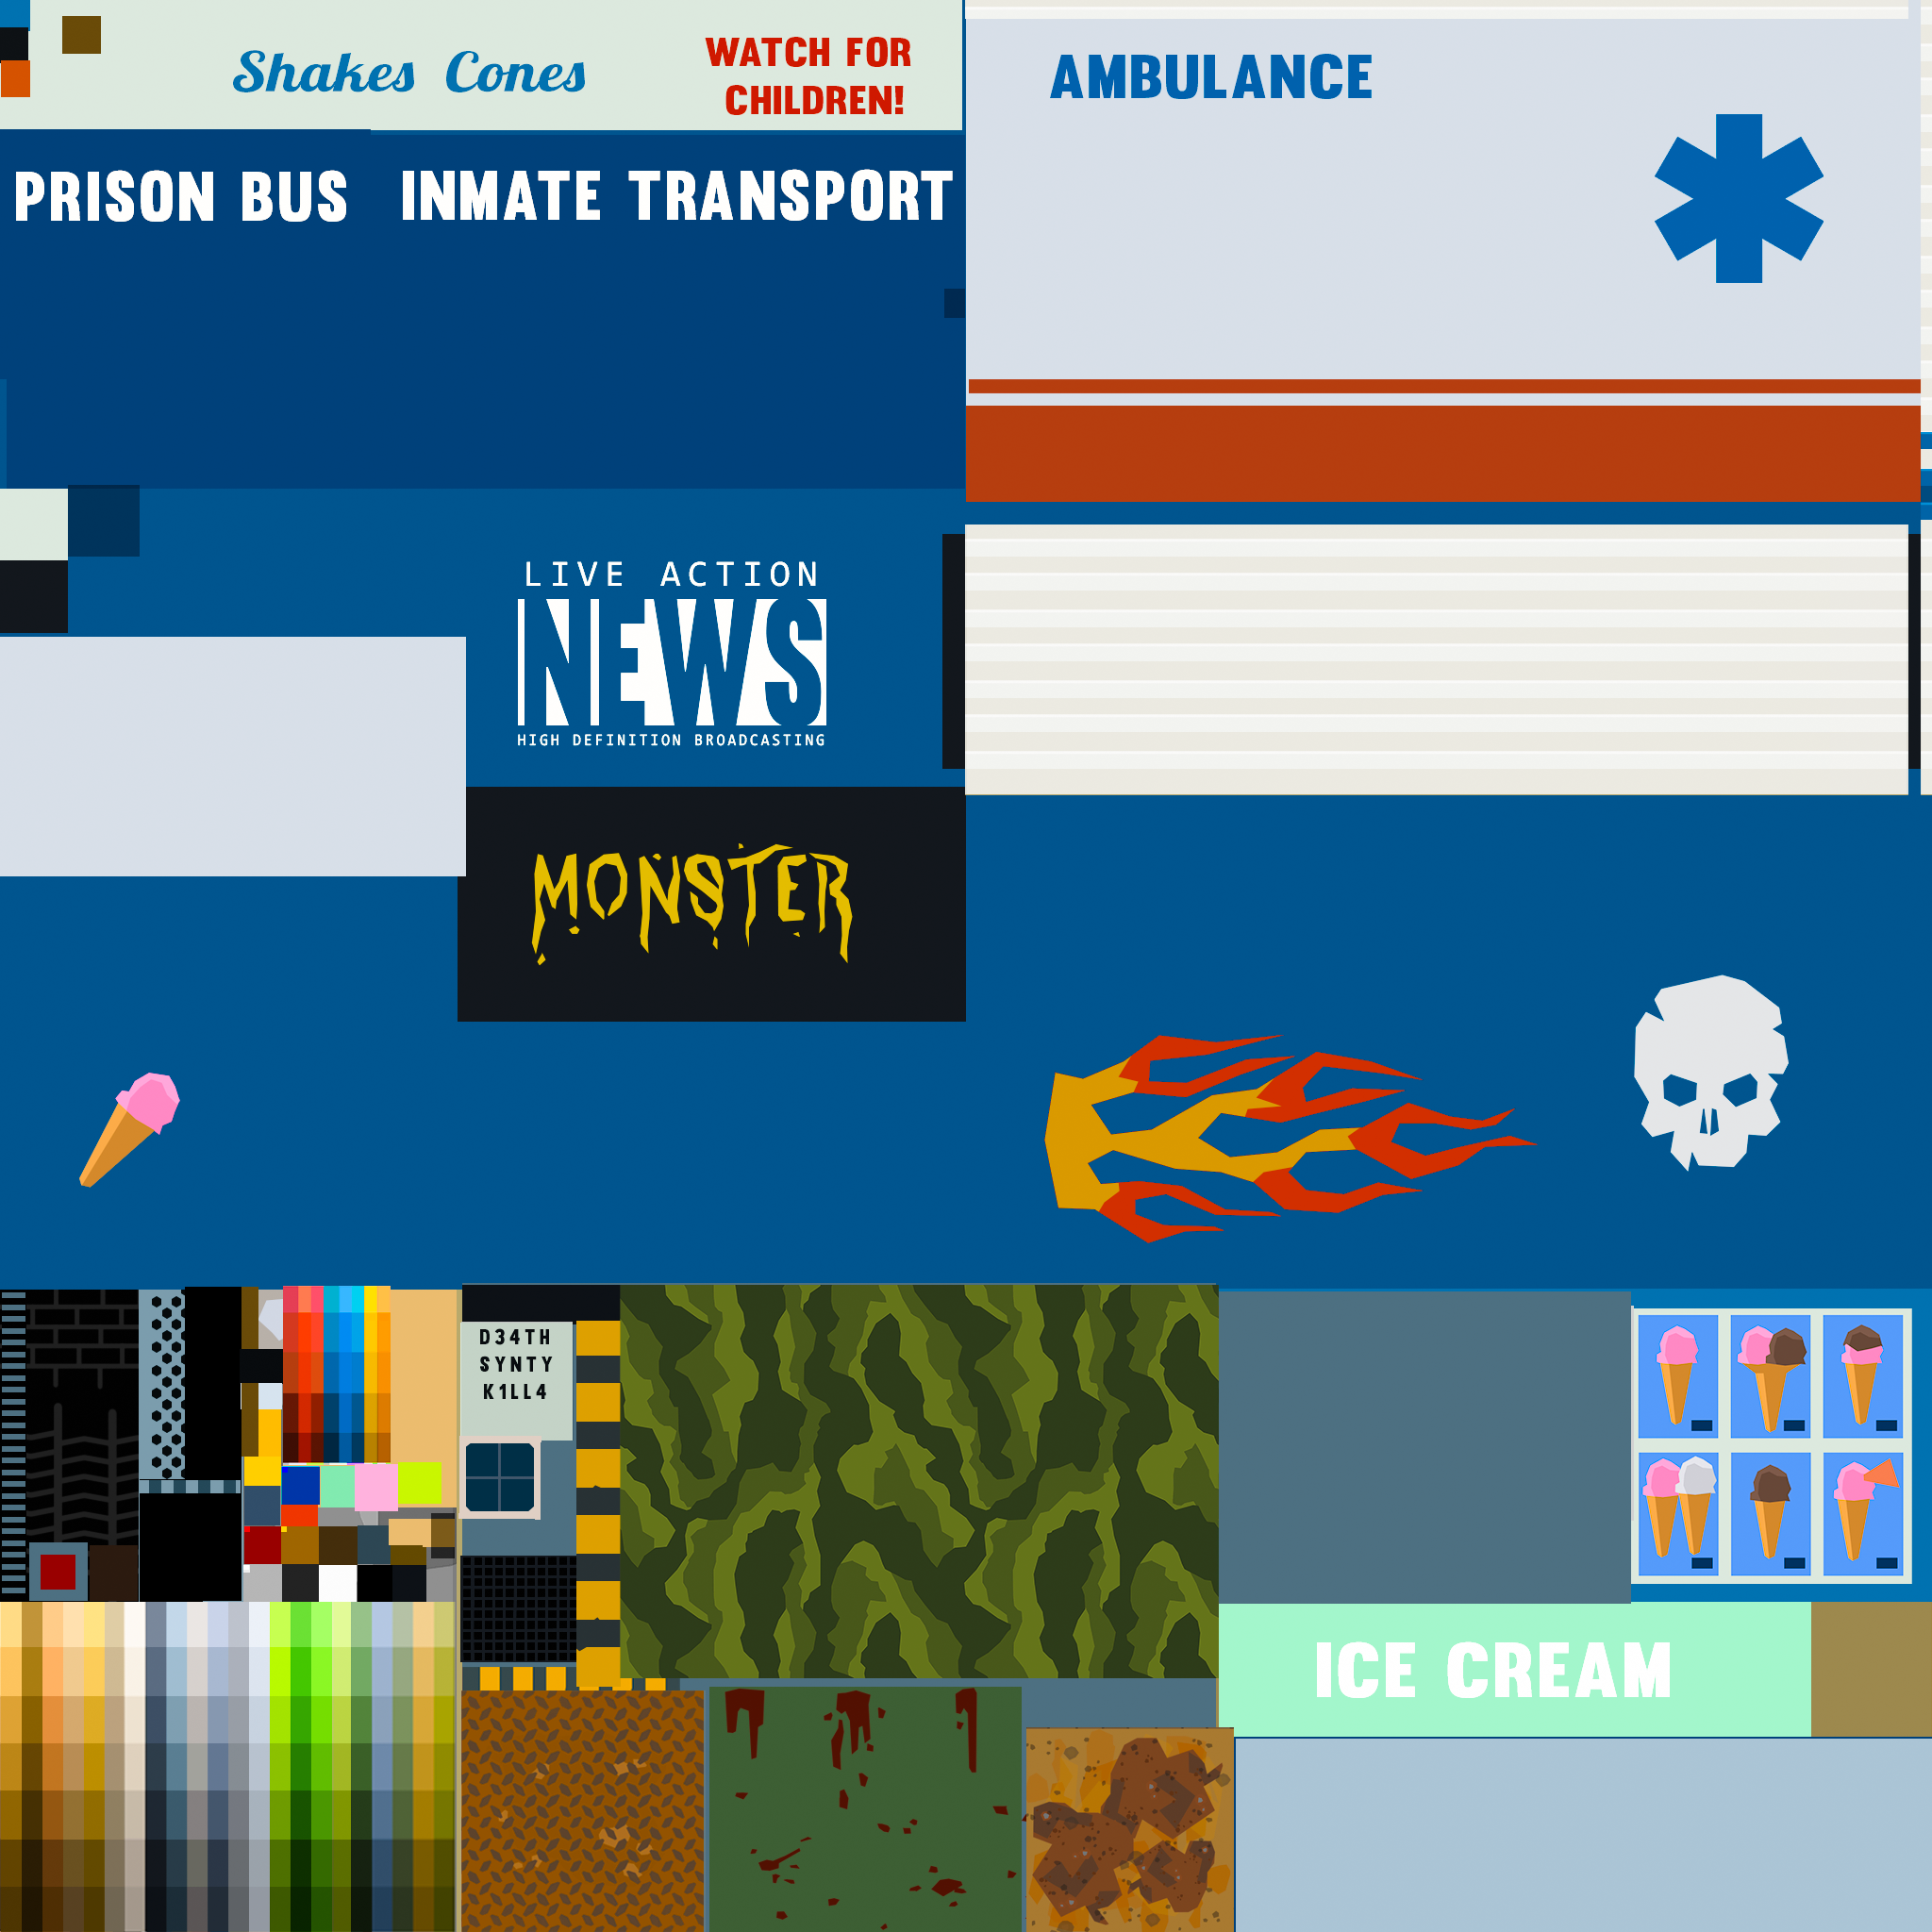 Shakes Cones
WATCH FOR
CHILDREN!
AMBULANCE
PRISON BUS
INMATE TRANSPORT
LIVE ACTION
NEWS
HIGH DEFINITION BROADCASTING
MONSTER
D34TH
SYNTY
K1LL4
ICE CREAM